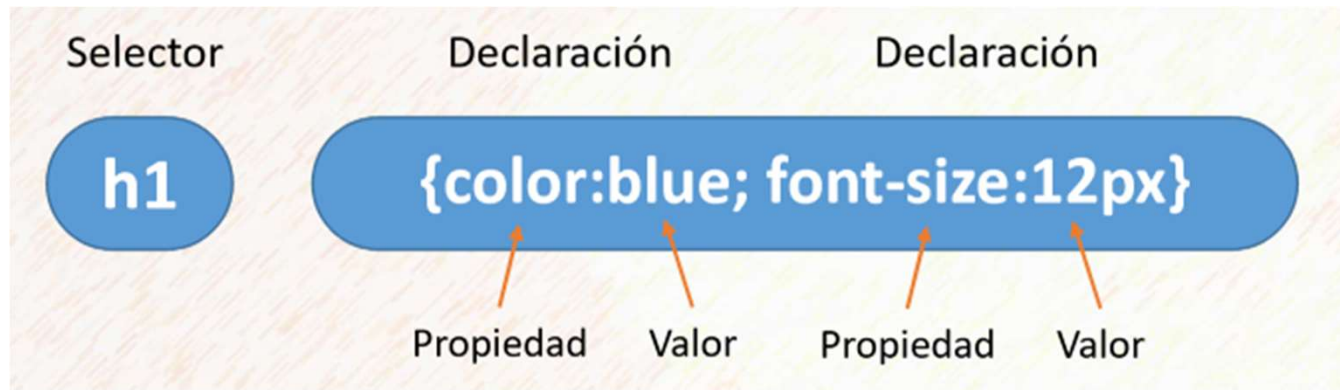 Selector Declaración Declaración
h1 {color:blue; font-size:12px}
Propiedad Valor Propiedad Valor